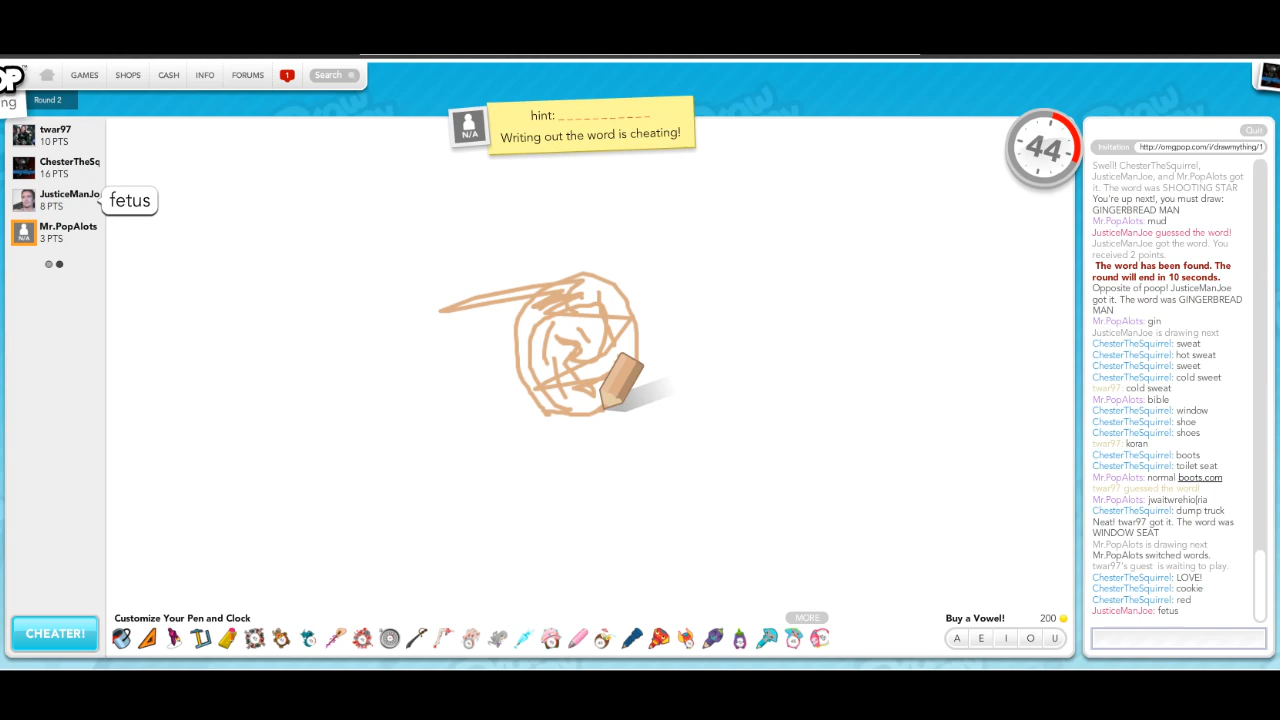 OP™
GAMES
SHOPS
CASH
INFO
FORUMS
1
Search
ng
Round 2
twar97
10 PTS
ChesterTheSq
16 PTS
JusticeManJo
8 PTS
fetus
Mr.PopAlots
3 PTS
N/A
N/A
hint: _ _ _ _ _ _ _ _ _ _ _
Writing out the word is cheating!
44
Quit
Invitation http://omgpop.com/i/drawmything/1
Swell! ChesterTheSquirrel,
JusticeManJoe, and Mr.PopAlots got
it. The word was SHOOTING STAR
You're up next!, you must draw:
GINGERBREAD MAN
Mr.PopAlots: mud
JusticeManJoe guessed the word!
JusticeManJoe got the word. You
received 2 points.
The word has been found. The
round will end in 10 seconds.
Opposite of poop! JusticeManJoe
got it. The word was GINGERBREAD
MAN
Mr.PopAlots: gin
JusticeManJoe is drawing next
ChesterTheSquirrel: sweat
ChesterTheSquirrel: hot sweat
ChesterTheSquirrel: sweet
ChesterTheSquirrel: cold sweet
twar97: cold sweat
Mr.PopAlots: bible
ChesterTheSquirrel: window
ChesterTheSquirrel: shoe
ChesterTheSquirrel: shoes
twar97: koran
ChesterTheSquirrel: boots
ChesterTheSquirrel: toilet seat
Mr.PopAlots: normal boots.com
twar97 guessed the word!
Mr.PopAlots: jwaitwrehio[ria
ChesterTheSquirrel: dump truck
Neat! twar97 got it. The word was
WINDOW SEAT
Mr.PopAlots is drawing next
Mr.PopAlots switched words.
twar97's guest is waiting to play.
ChesterTheSquirrel: LOVE!
ChesterTheSquirrel: cookie
ChesterTheSquirrel: red
JusticeManJoe: fetus
CHEATER!
Customize Your Pen and Clock
MORE
Buy a Vowel!
200
A E I O U